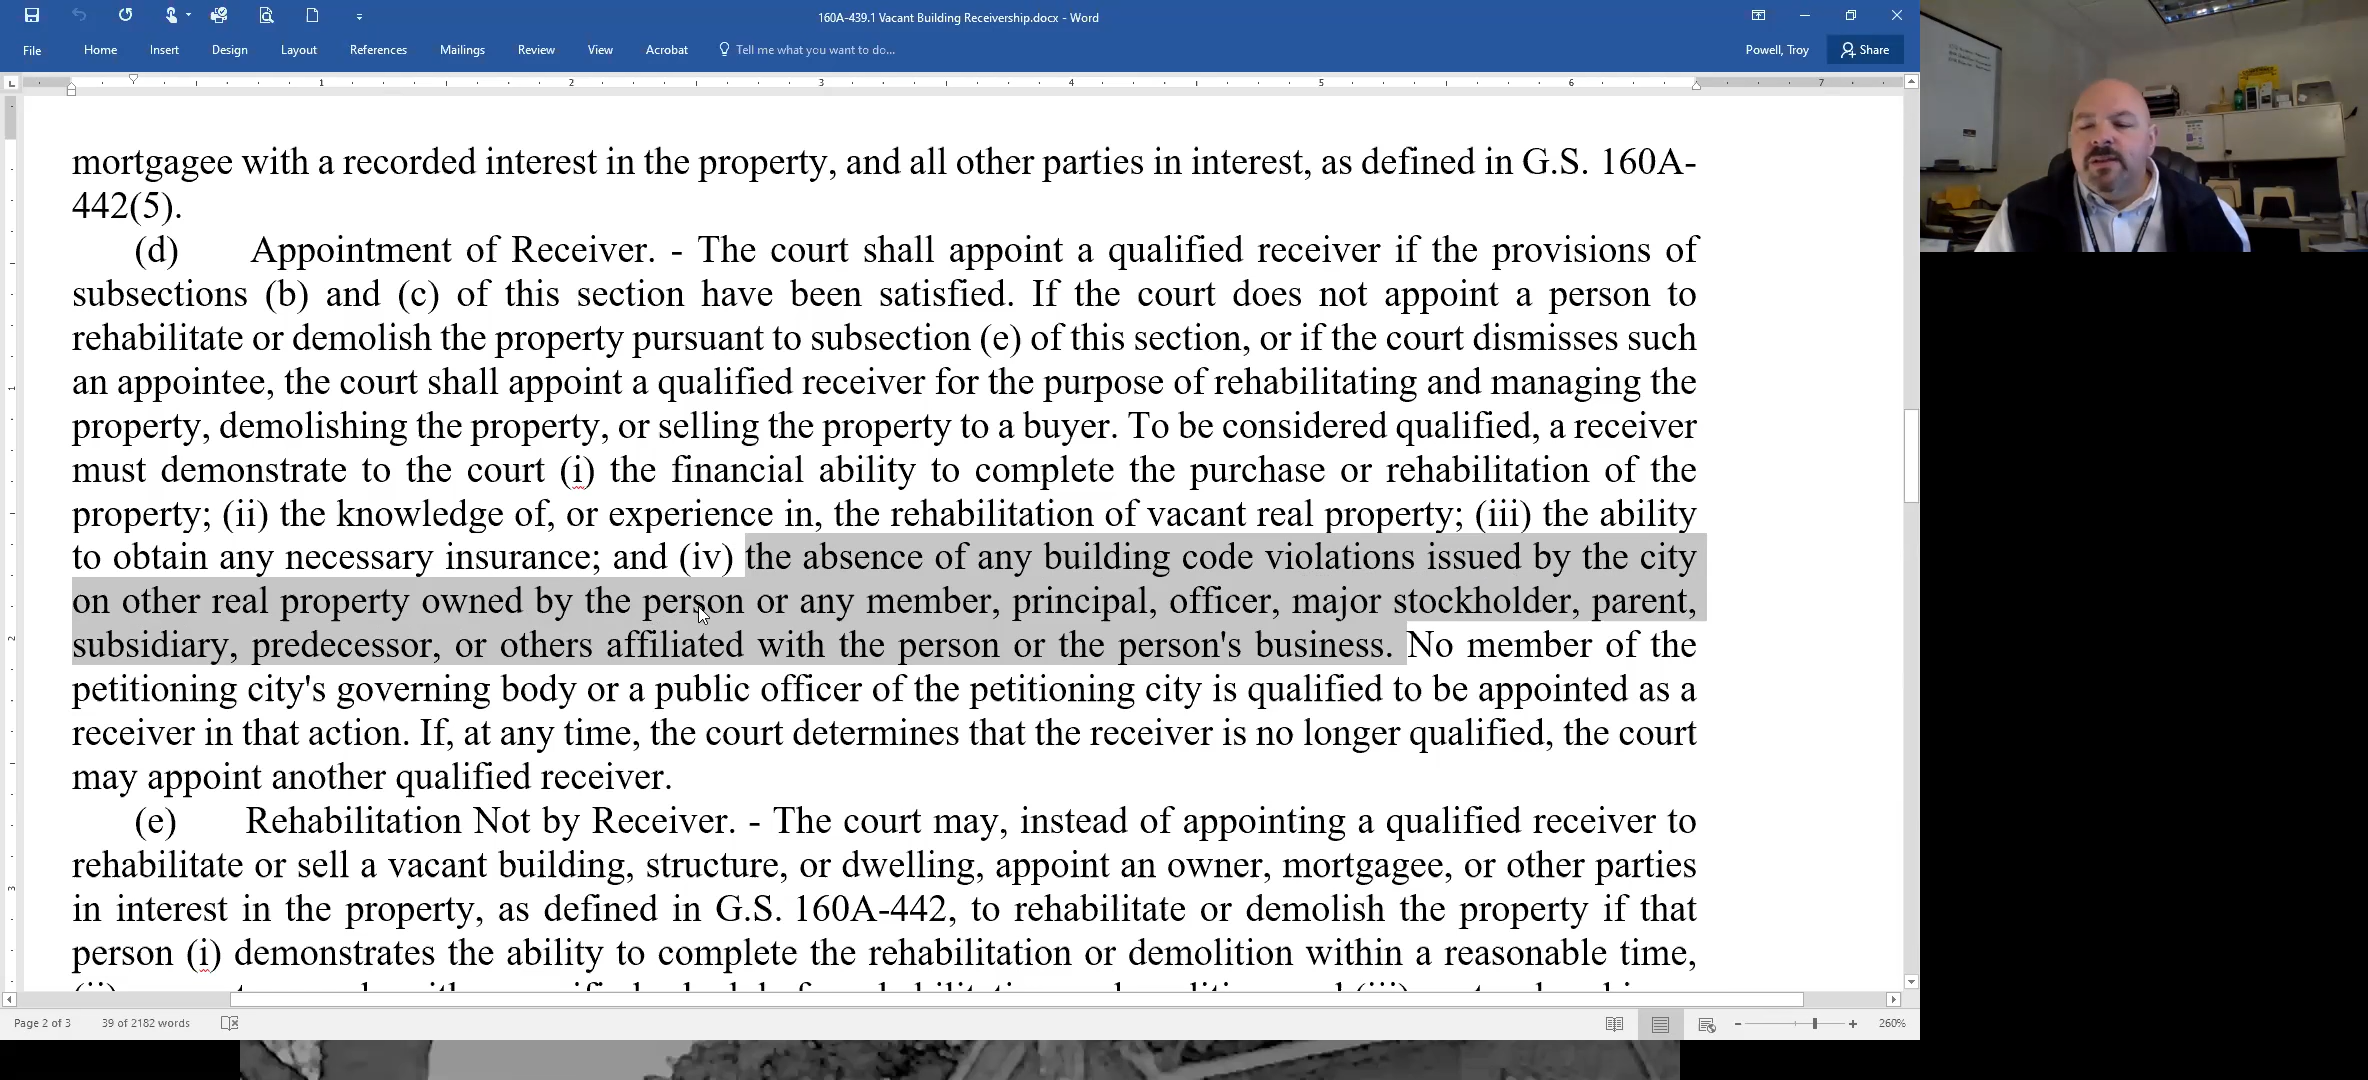 160A-439.1 Vacant Building Receivership.docx - Word
File Home Insert Design Layout References Mailings Review View Acrobat Tell me what you want to do... Powell, Troy Share
1 2 3 4 5 6 7
mortgagee with a recorded interest in the property, and all other parties in interest, as defined in G.S. 160A-
442(5).
(d) Appointment of Receiver. - The court shall appoint a qualified receiver if the provisions of
subsections (b) and (c) of this section have been satisfied. If the court does not appoint a person to
rehabilitate or demolish the property pursuant to subsection (e) of this section, or if the court dismisses such
an appointee, the court shall appoint a qualified receiver for the purpose of rehabilitating and managing the
property, demolishing the property, or selling the property to a buyer. To be considered qualified, a receiver
must demonstrate to the court (i) the financial ability to complete the purchase or rehabilitation of the
property; (ii) the knowledge of, or experience in, the rehabilitation of vacant real property; (iii) the ability
to obtain any necessary insurance; and (iv) the absence of any building code violations issued by the city
on other real property owned by the person or any member, principal, officer, major stockholder, parent,
subsidiary, predecessor, or others affiliated with the person or the person's business. No member of the
petitioning city's governing body or a public officer of the petitioning city is qualified to be appointed as a
receiver in that action. If, at any time, the court determines that the receiver is no longer qualified, the court
may appoint another qualified receiver.
(e) Rehabilitation Not by Receiver. - The court may, instead of appointing a qualified receiver to
rehabilitate or sell a vacant building, structure, or dwelling, appoint an owner, mortgagee, or other parties
in interest in the property, as defined in G.S. 160A-442, to rehabilitate or demolish the property if that
person (i) demonstrates the ability to complete the rehabilitation or demolition within a reasonable time,
Page 2 of 3 39 of 2182 words 260%